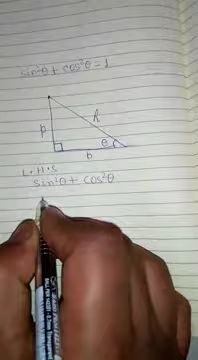 sin²θ + cos²θ = 1
p
h
θ
b
L.H.S
sin²θ + cos²θ